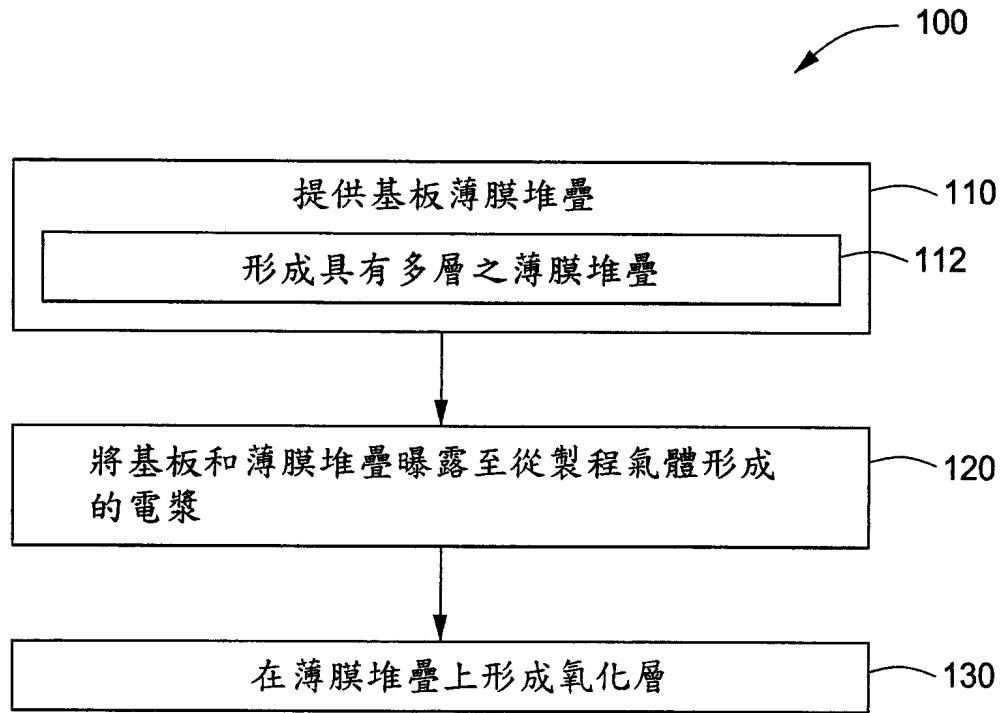 100
提供基板薄膜堆疊
110
形成具有多層之薄膜堆疊
112
將基板和薄膜堆疊曝露至從製程氣體形成
的電漿
120
在薄膜堆疊上形成氧化層
130